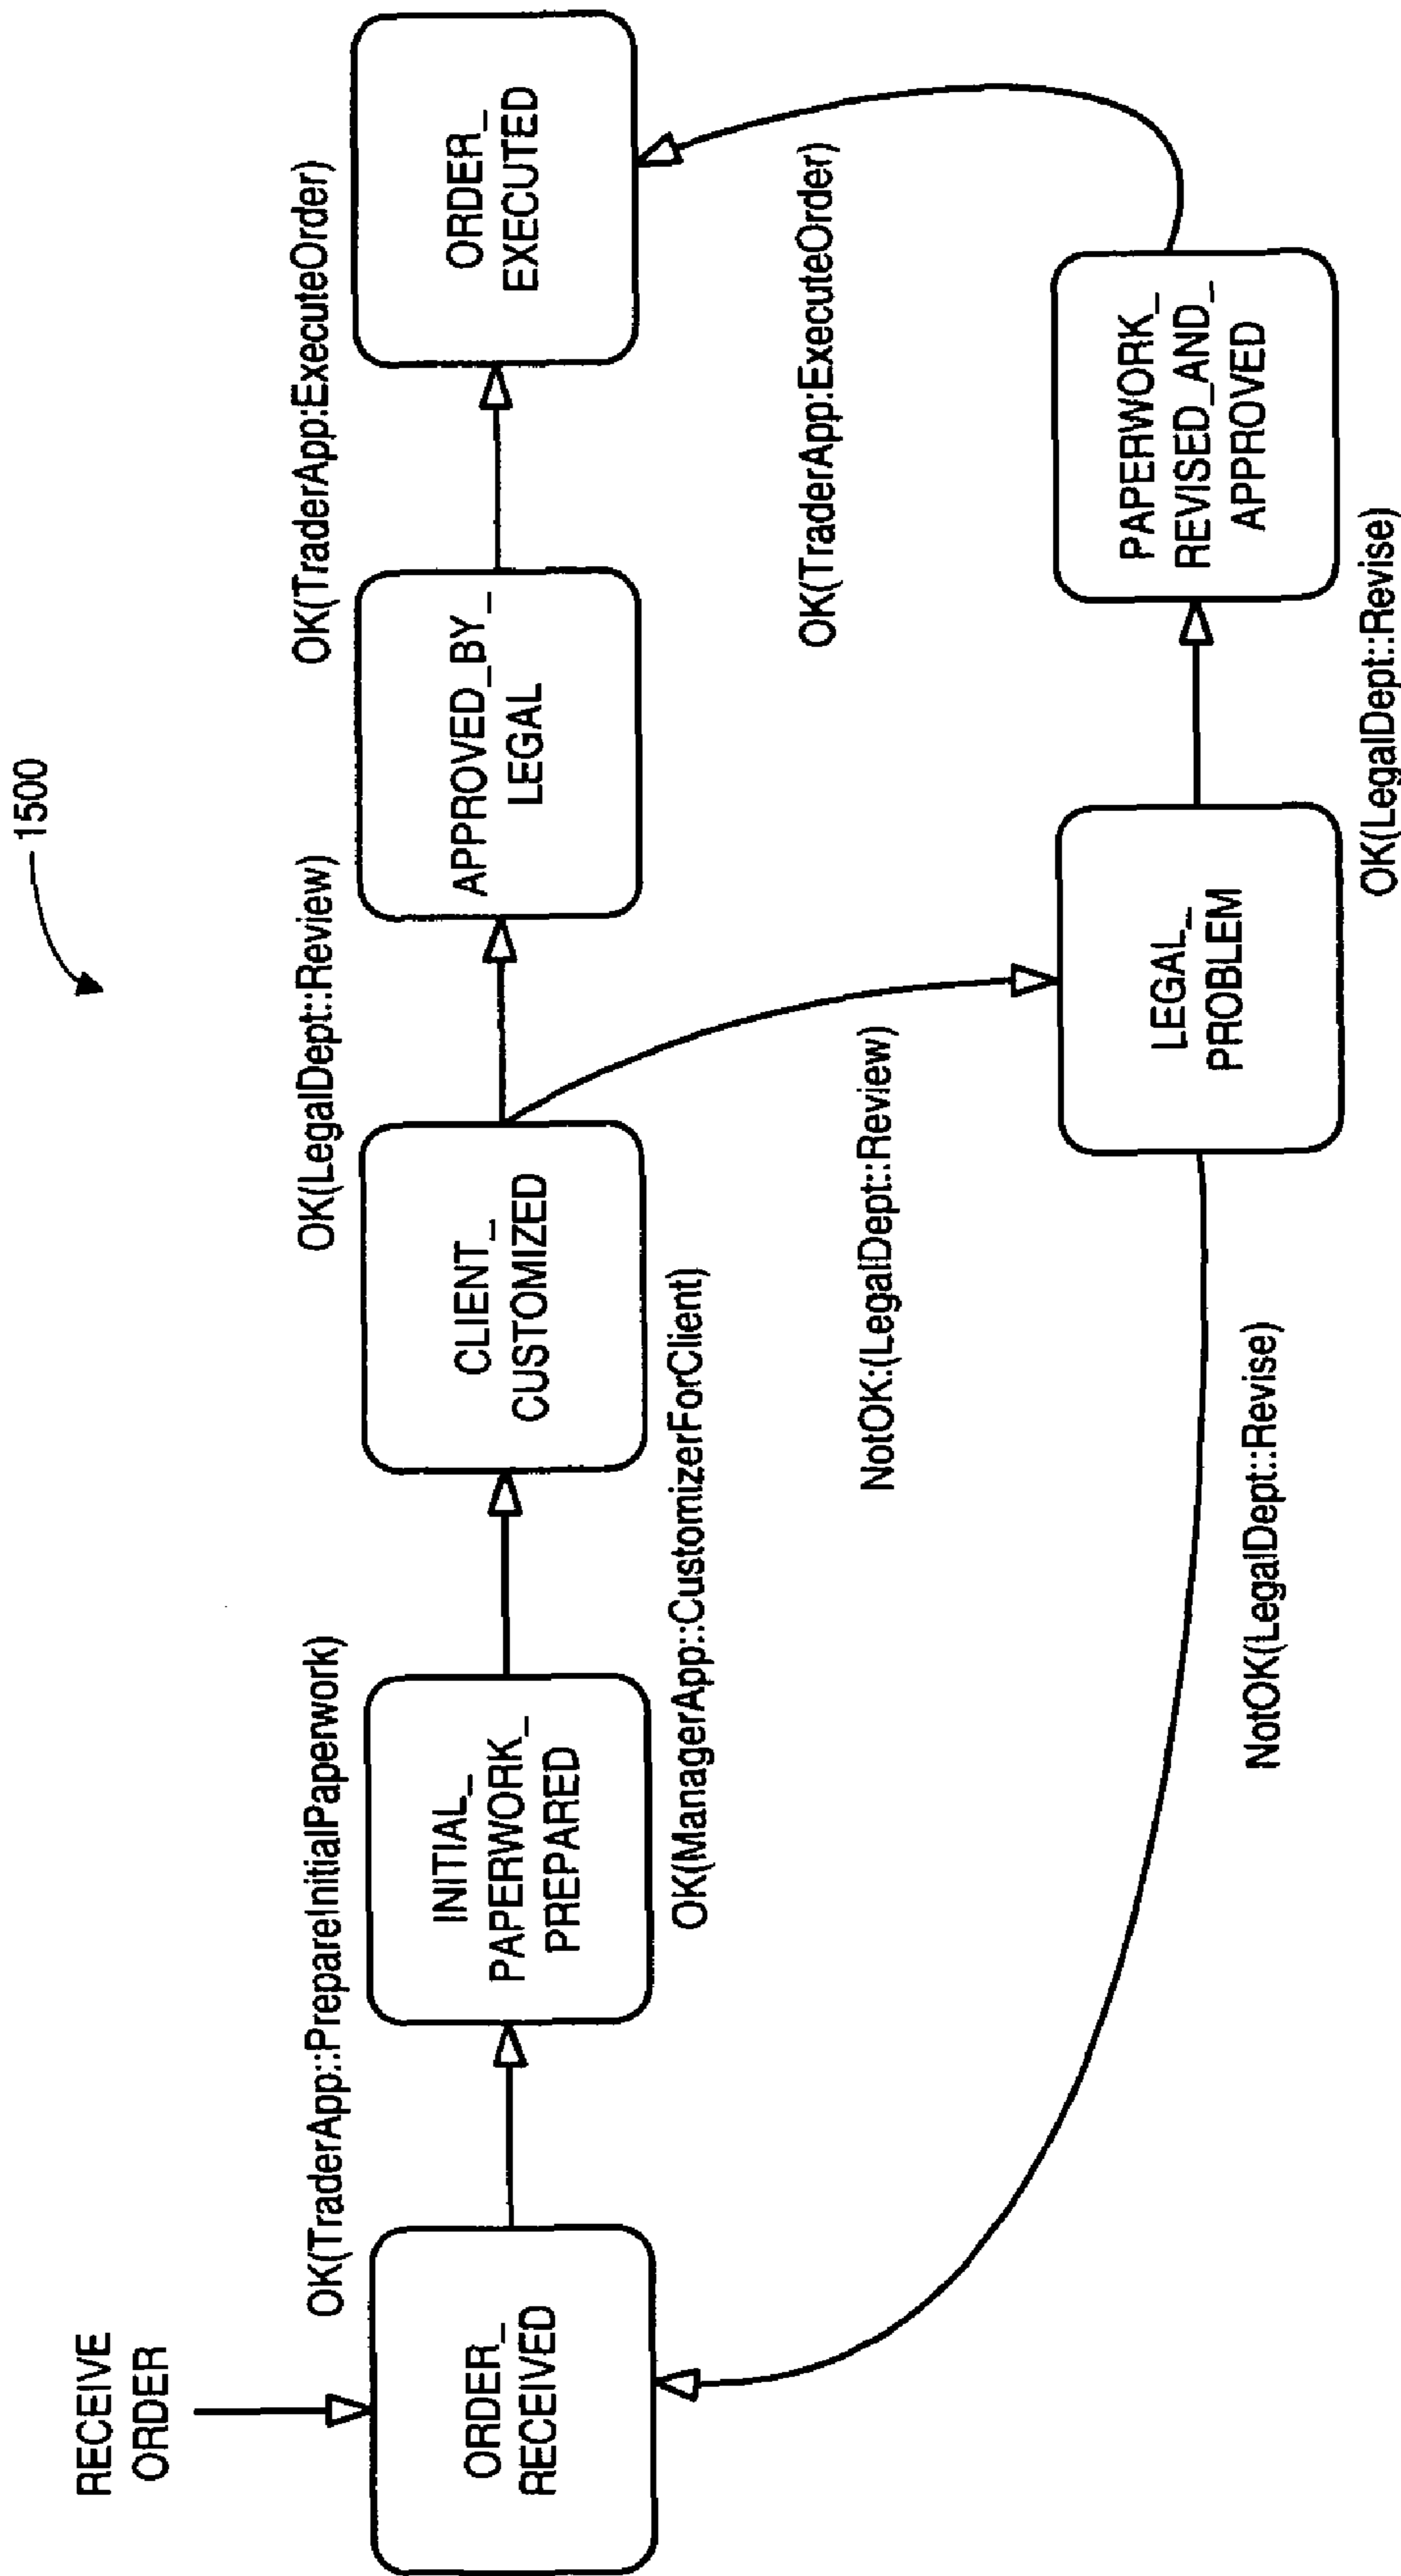 1500
RECEIVE
ORDER
OK(TraderApp::PrepareInitialPaperwork)
OK(LegalDept::Review)
OK(TraderApp:ExecuteOrder)
ORDER_
RECEIVED
INITIAL_
PAPERWORK_
PREPARED
CLIENT_
CUSTOMIZED
APPROVED_BY_
LEGAL
ORDER_
EXECUTED
OK(ManagerApp::CustomizerForClient)
NotOK:(LegalDept::Review)
OK(TraderApp:ExecuteOrder)
LEGAL_
PROBLEM
PAPERWORK_
REVISED_AND_
APPROVED
NotOK(LegalDept::Revise)
OK(LegalDept::Revise)